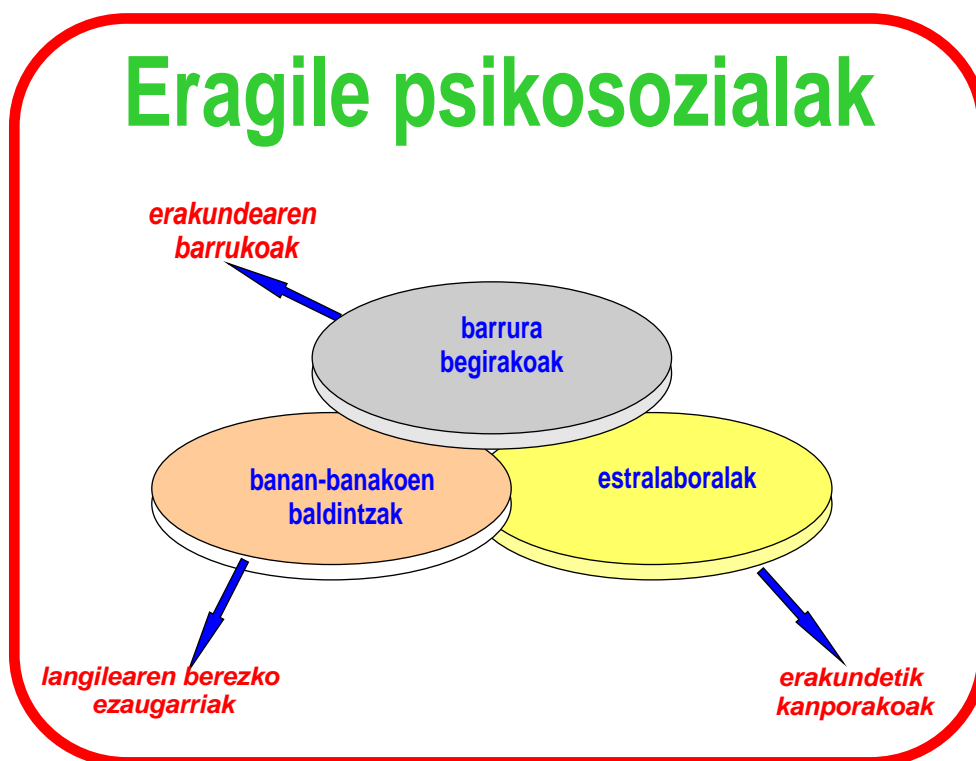 Eragile psikosozialak
erakundearen
barrukoak
barrura
begirakoak
banan-banakoen
baldintzak
estralaboralak
langilearen berezko
ezaugarriak
erakundetik
kanporakoak